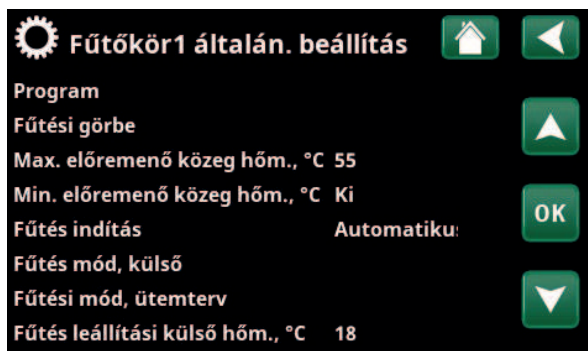 Fűtőkör1 általán. beállítás
Program
Fűtési görbe
Max. előremenő közeg hőm., °C 55
Min. előremenő közeg hőm., °C Ki
Fűtés indítás Automatiku
OK
Fűtés mód, külső
Fűtési mód, ütemterv
Fűtés leállítási külső hőm., °C 18